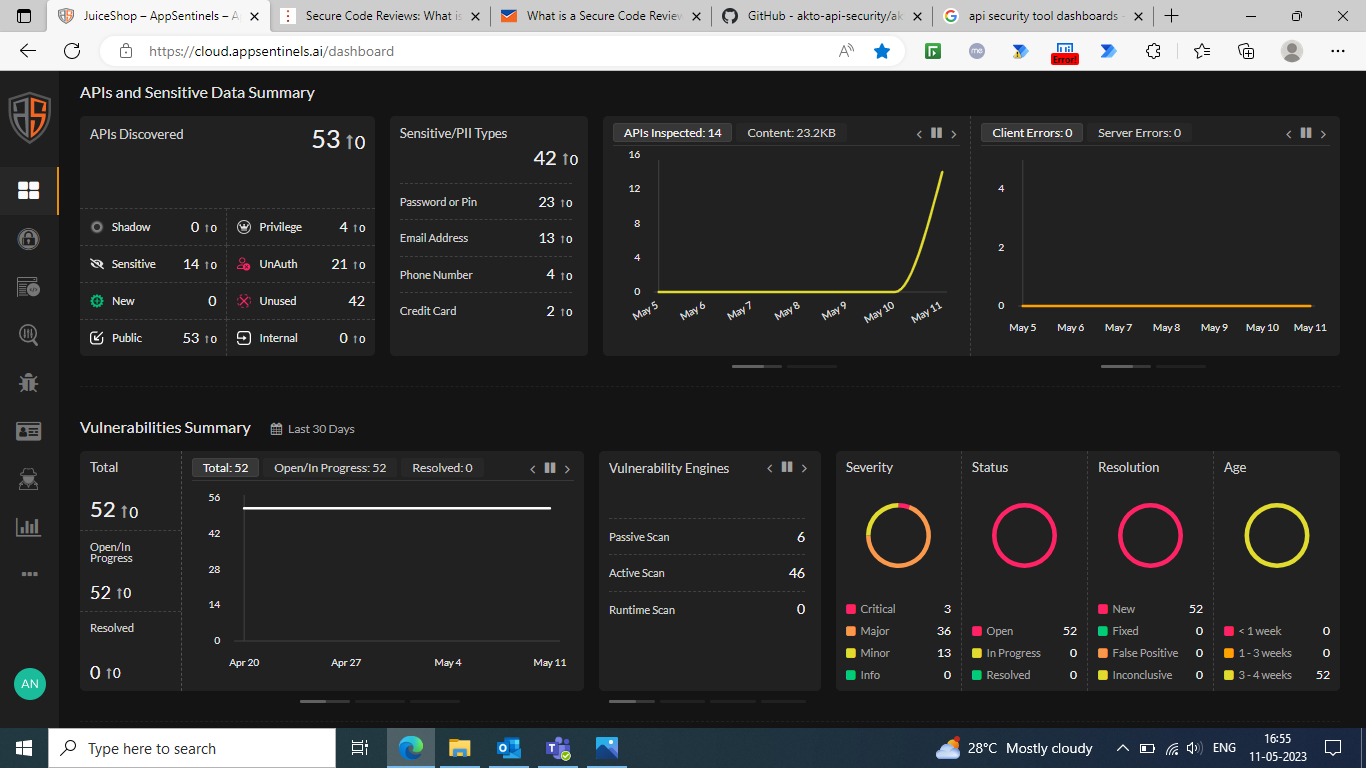 JuiceShop – AppSentinels – A
Secure Code Reviews: What is
What is a Secure Code Review
GitHub - akto-api-security/ak
api security tool dashboards -
https://cloud.appsentinels.ai/dashboard
me
Error!
APIs and Sensitive Data Summary
APIs Discovered
53 ↑0
Shadow 0 ↑0
Privilege 4 ↑0
Sensitive 14 ↑0
UnAuth 21 ↑0
New 0
Unused 42
Public 53 ↑0
Internal 0 ↑0
Sensitive/PII Types
42 ↑0
Password or Pin 23 ↑0
Email Address 13 ↑0
Phone Number 4 ↑0
Credit Card 2 ↑0
APIs Inspected: 14 Content: 23.2KB
16
12
8
4
0
May 5 May 6 May 7 May 8 May 9 May 10 May 11
Client Errors: 0 Server Errors: 0
4
2
0
May 5 May 6 May 7 May 8 May 9 May 10 May 11
Vulnerabilities Summary Last 30 Days
Total
52 ↑0
Open/In
Progress
52 ↑0
Resolved
0 ↑0
Total: 52 Open/In Progress: 52 Resolved: 0
56
42
28
14
0
Apr 20 Apr 27 May 4 May 11
Vulnerability Engines
Passive Scan 6
Active Scan 46
Runtime Scan 0
Severity
Critical 3
Major 36
Minor 13
Info 0
Status
Open 52
In Progress 0
Resolved 0
Resolution
New 52
Fixed 0
False Positive 0
Inconclusive 0
Age
< 1 week 0
1 - 3 weeks 0
3 - 4 weeks 52
AN
Type here to search
28°C Mostly cloudy
ENG
16:55
11-05-2023